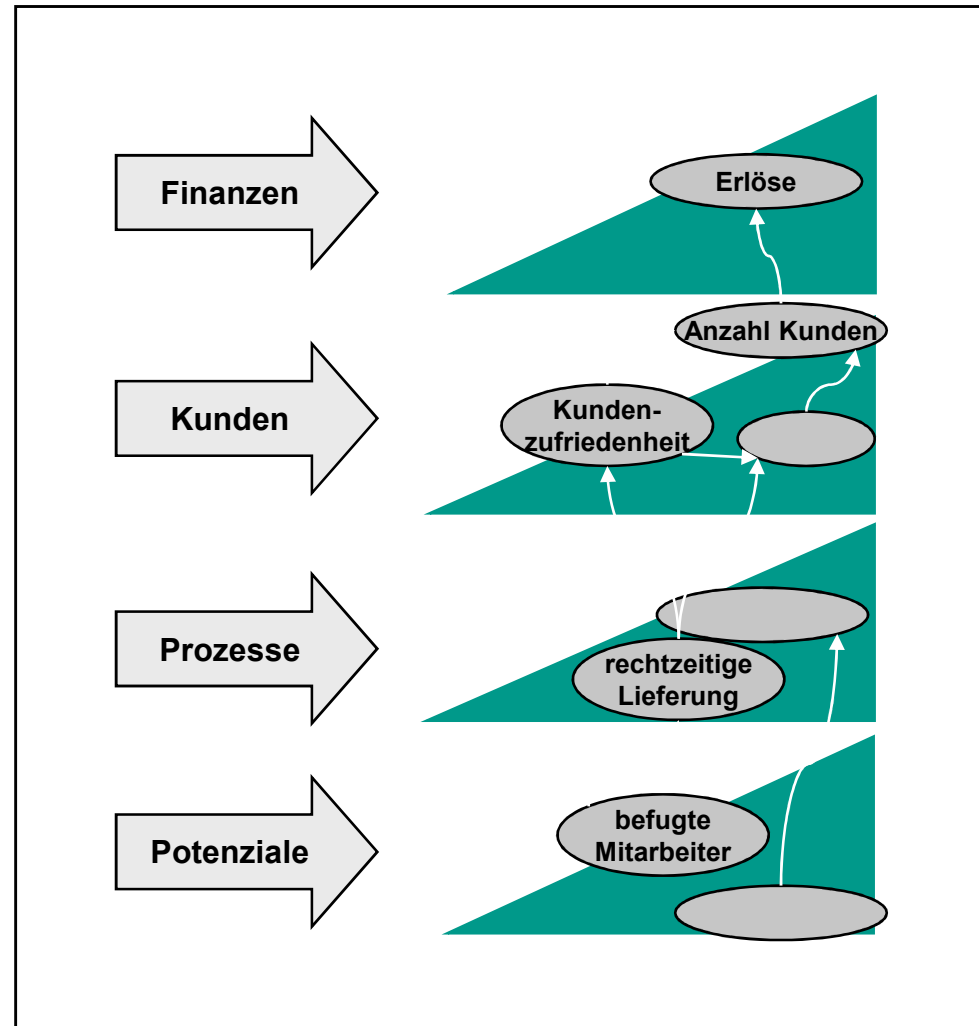 Finanzen
Erlöse
Anzahl Kunden
Kunden
Kunden-
zufriedenheit
Prozesse
rechtzeitige
Lieferung
Potenziale
befugte
Mitarbeiter